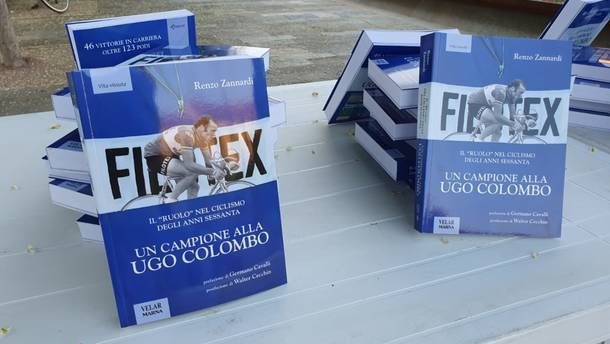 46 VITTORIE IN CARRIERA
OLTRE 123 PODI
Vita vissuta
Renzo Zannardi
FILOTEX
IL "RUOLO" NEL CICLISMO
DEGLI ANNI SESSANTA
UN CAMPIONE ALLA
UGO COLOMBO
prefazione di Germano Cavalli
postfazione di Walter Cecchin
VELAR
MARNA
Renzo Zannardi
FILOTEX
IL "RUOLO" NEL CICLISMO
DEGLI ANNI SESSANTA
UN CAMPIONE ALLA
UGO COLOMBO
prefazione di Germano Cavalli
postfazione di Walter Cecchin
VELAR
MARNA